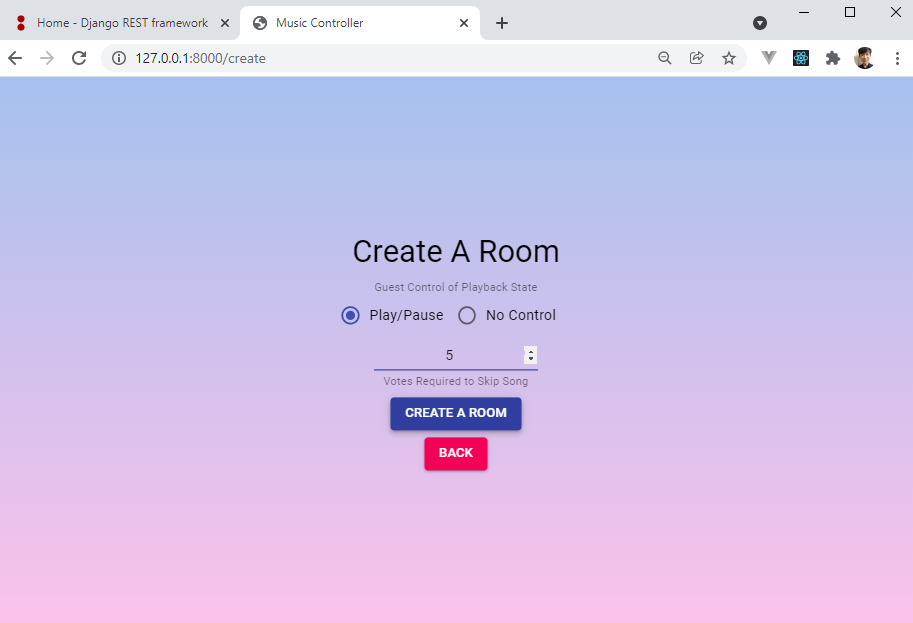 Home - Django REST framework
Music Controller
127.0.0.1:8000/create
Create A Room
Guest Control of Playback State
Play/Pause No Control
5
Votes Required to Skip Song
CREATE A ROOM
BACK